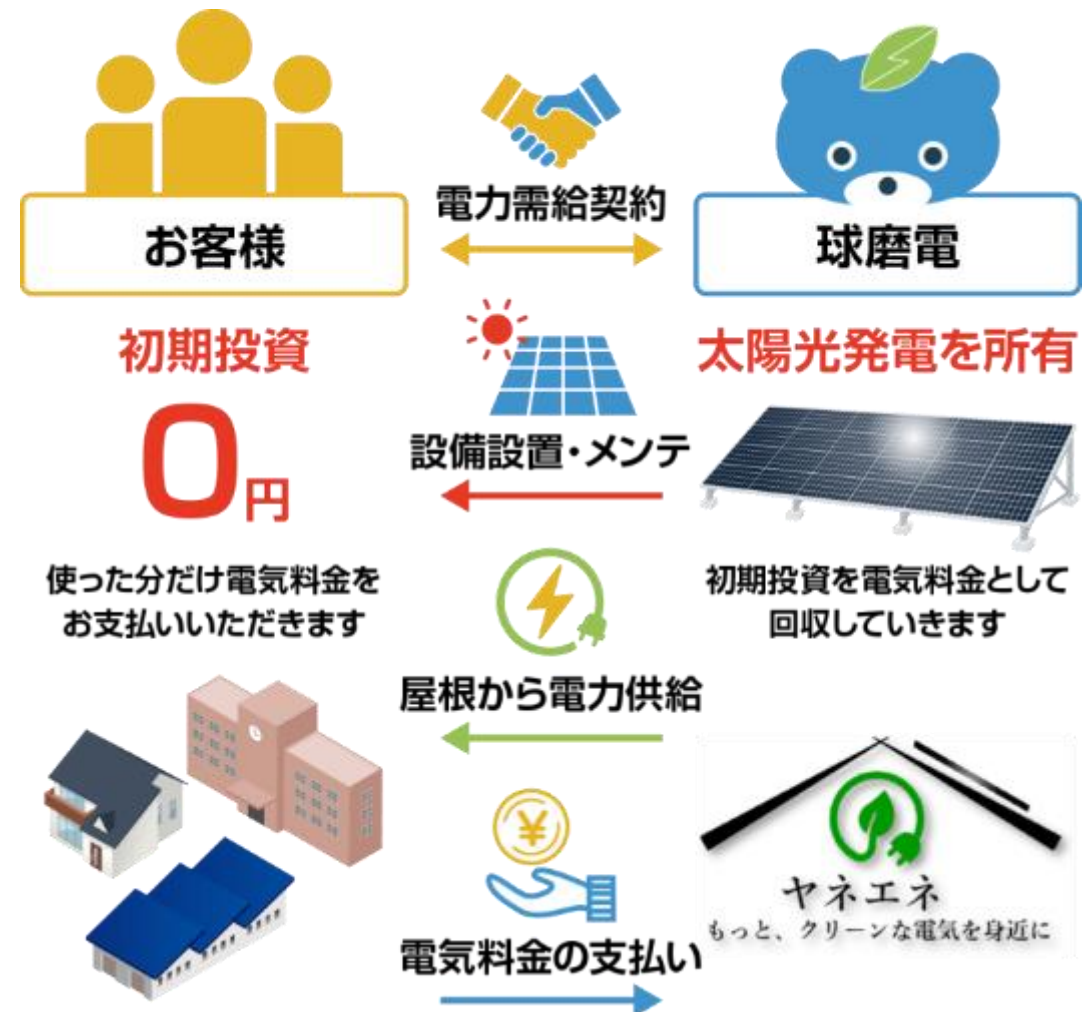 電力需給契約
お客様
球磨電
初期投資
太陽光発電を所有
0円
設備設置・メンテ
使った分だけ電気料金を
お支払いいただきます
初期投資を電気料金として
回収していきます
屋根から電力供給
¥
ヤネエネ
もっと、クリーンな電気を身近に
電気料金の支払い